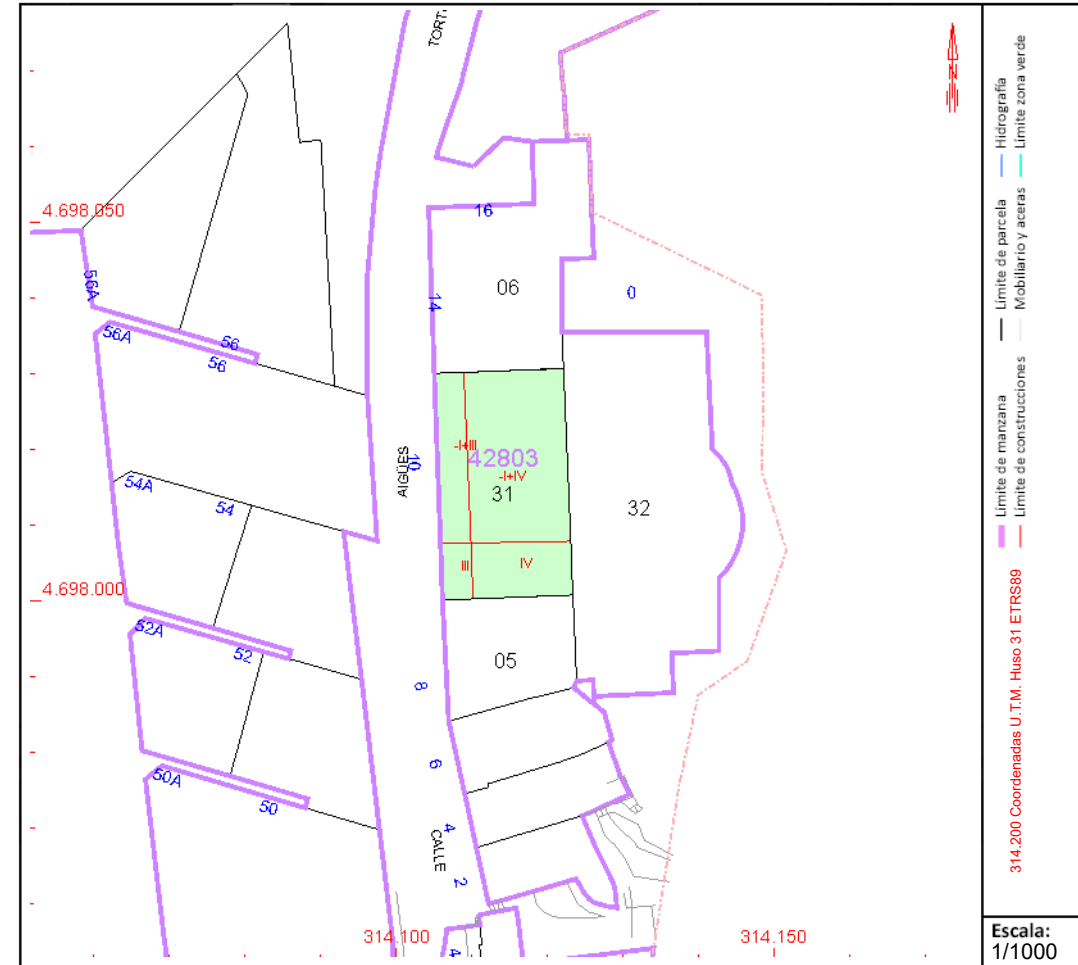 TORT.
4.698.050
16
56A
56A
56
56
14
06
0
AIGÜES
10
-I+III
42803
-I+IV
31
32
54A
54
III
IV
4.698.000
52A
52
05
8
6
50A
50
4
CALLE
2
314.100
314.150
4
N
Límite de manzana
Límite de parcela
Hidrografía
Límite de construcciones
Mobiliario y aceras
Límite zona verde
314.200 Coordenadas U.T.M. Huso 31 ETRS89
Escala:
1/1000